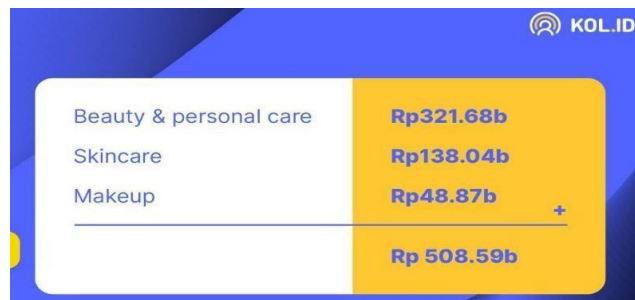 KOL.ID
Beauty & personal care Rp321.68b
Skincare Rp138.04b
Makeup Rp48.87b +
Rp 508.59b